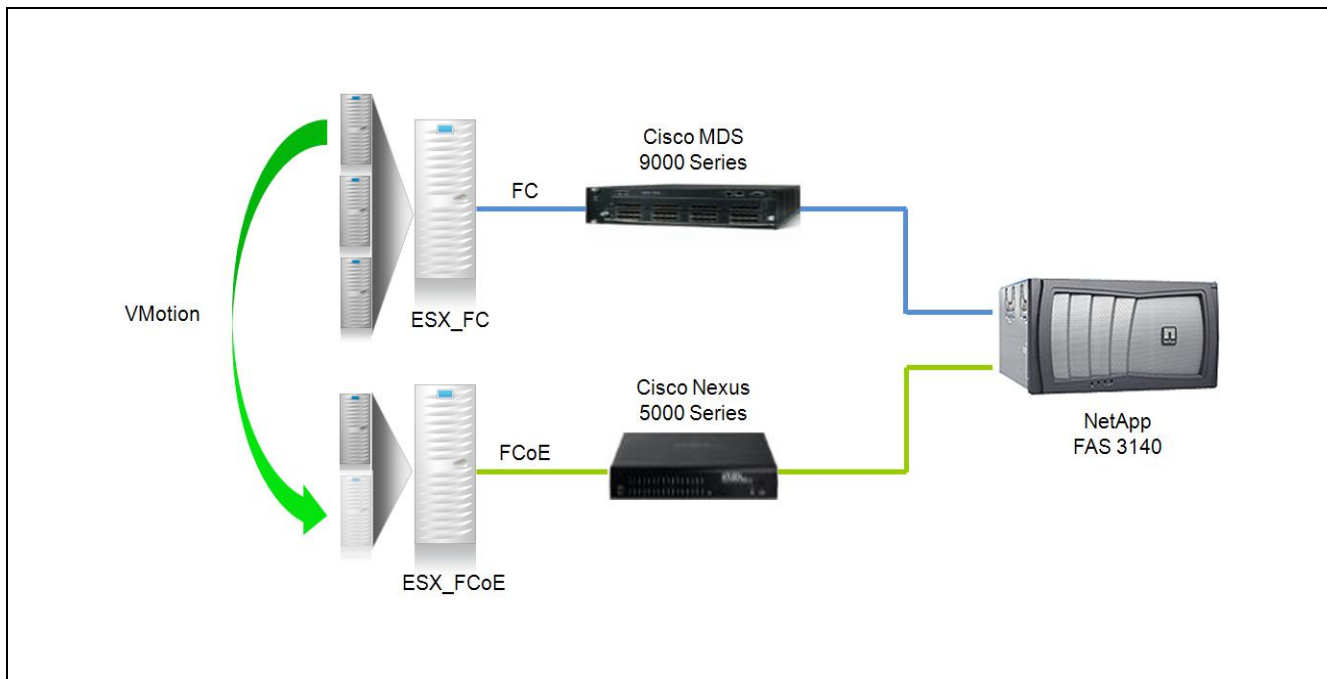 Cisco MDS
9000 Series
FC
VMotion
ESX_FC
Cisco Nexus
5000 Series
FCoE
NetApp
FAS 3140
ESX_FCoE